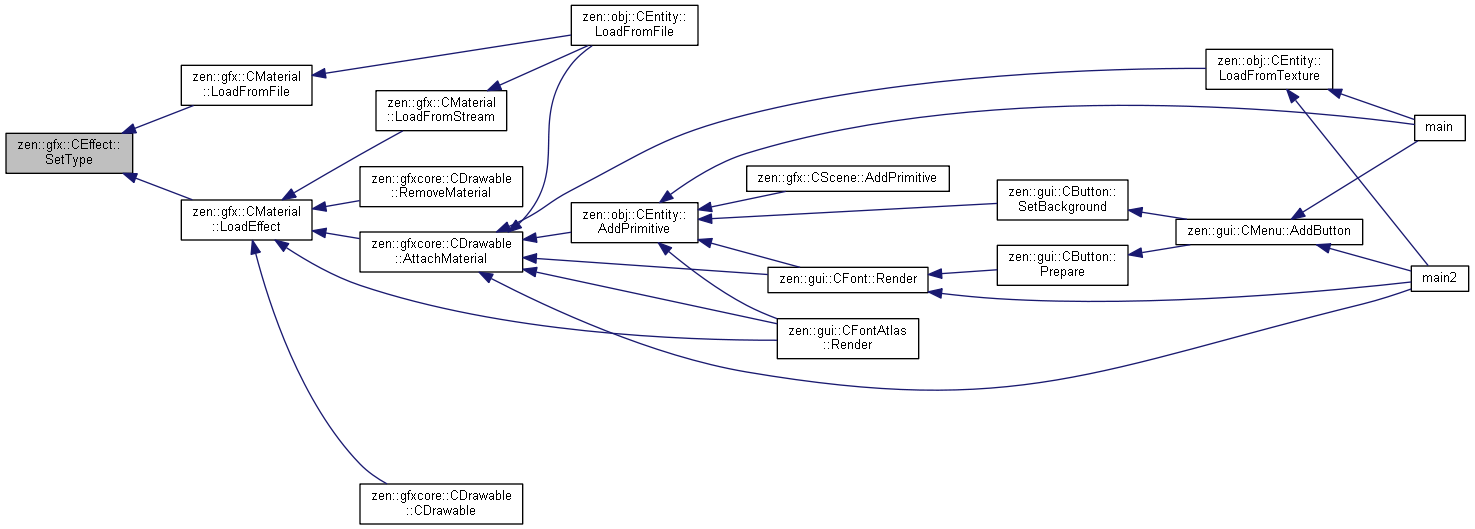 zen::obj::CEntity::
LoadFromFile
zen::gfx::CMaterial
::LoadFromFile
zen::gfx::CMaterial
::LoadFromStream
zen::obj::CEntity::
LoadFromTexture
main
zen::gfx::CEffect::
SetType
zen::gfxcore::CDrawable
::RemoveMaterial
zen::gfx::CScene::AddPrimitive
zen::gui::CButton::
SetBackground
zen::gfx::CMaterial
::LoadEffect
zen::obj::CEntity::
AddPrimitive
zen::gui::CMenu::AddButton
zen::gfxcore::CDrawable
::AttachMaterial
zen::gui::CButton::
Prepare
zen::gui::CFont::Render
main2
zen::gui::CFontAtlas
::Render
zen::gfxcore::CDrawable
::CDrawable